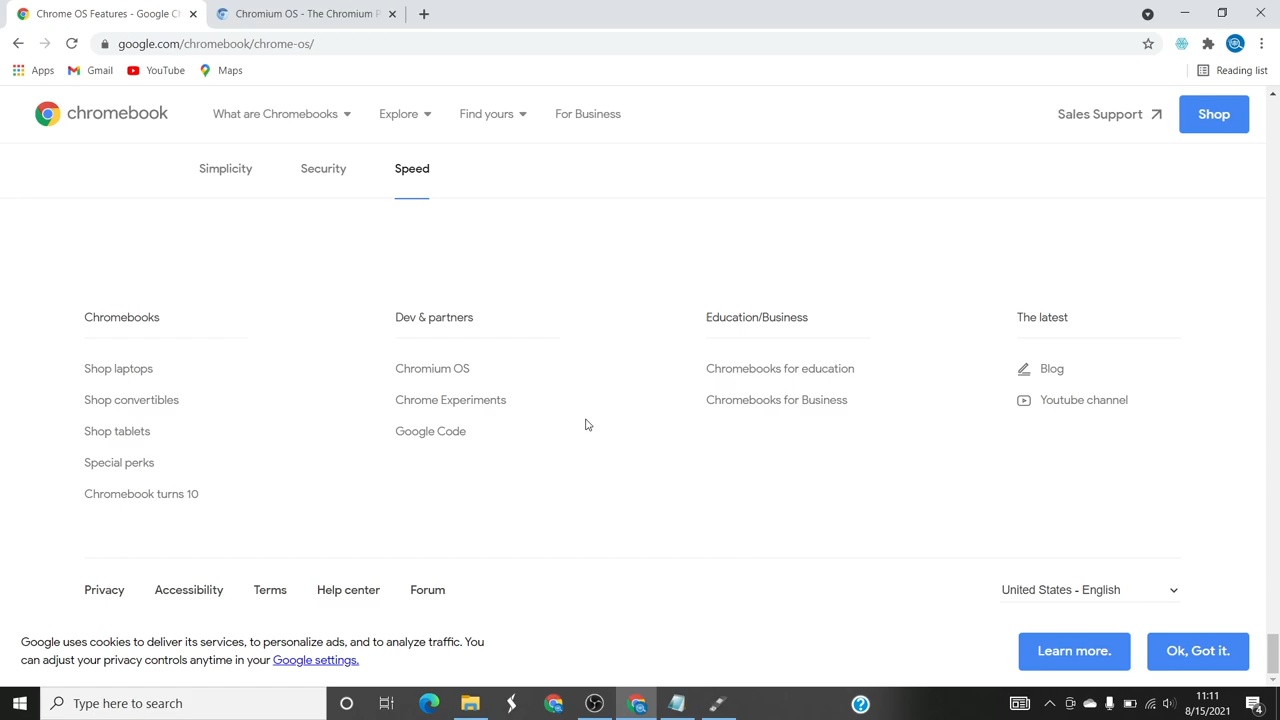 Chrome OS Features - Google Ch
Chromium OS - The Chromium P
google.com/chromebook/chrome-os/
Apps
Gmail
YouTube
Maps
Reading list
chromebook
What are Chromebooks
Explore
Find yours
For Business
Sales Support
Shop
Simplicity
Security
Speed
Chromebooks
Shop laptops
Shop convertibles
Shop tablets
Special perks
Chromebook turns 10
Dev & partners
Chromium OS
Chrome Experiments
Google Code
Education/Business
Chromebooks for education
Chromebooks for Business
The latest
Blog
Youtube channel
Privacy
Accessibility
Terms
Help center
Forum
United States - English
Google uses cookies to deliver its services, to personalize ads, and to analyze traffic. You
can adjust your privacy controls anytime in your Google settings.
Learn more.
Ok, Got it.
Type here to search
11:11
8/15/2021
4